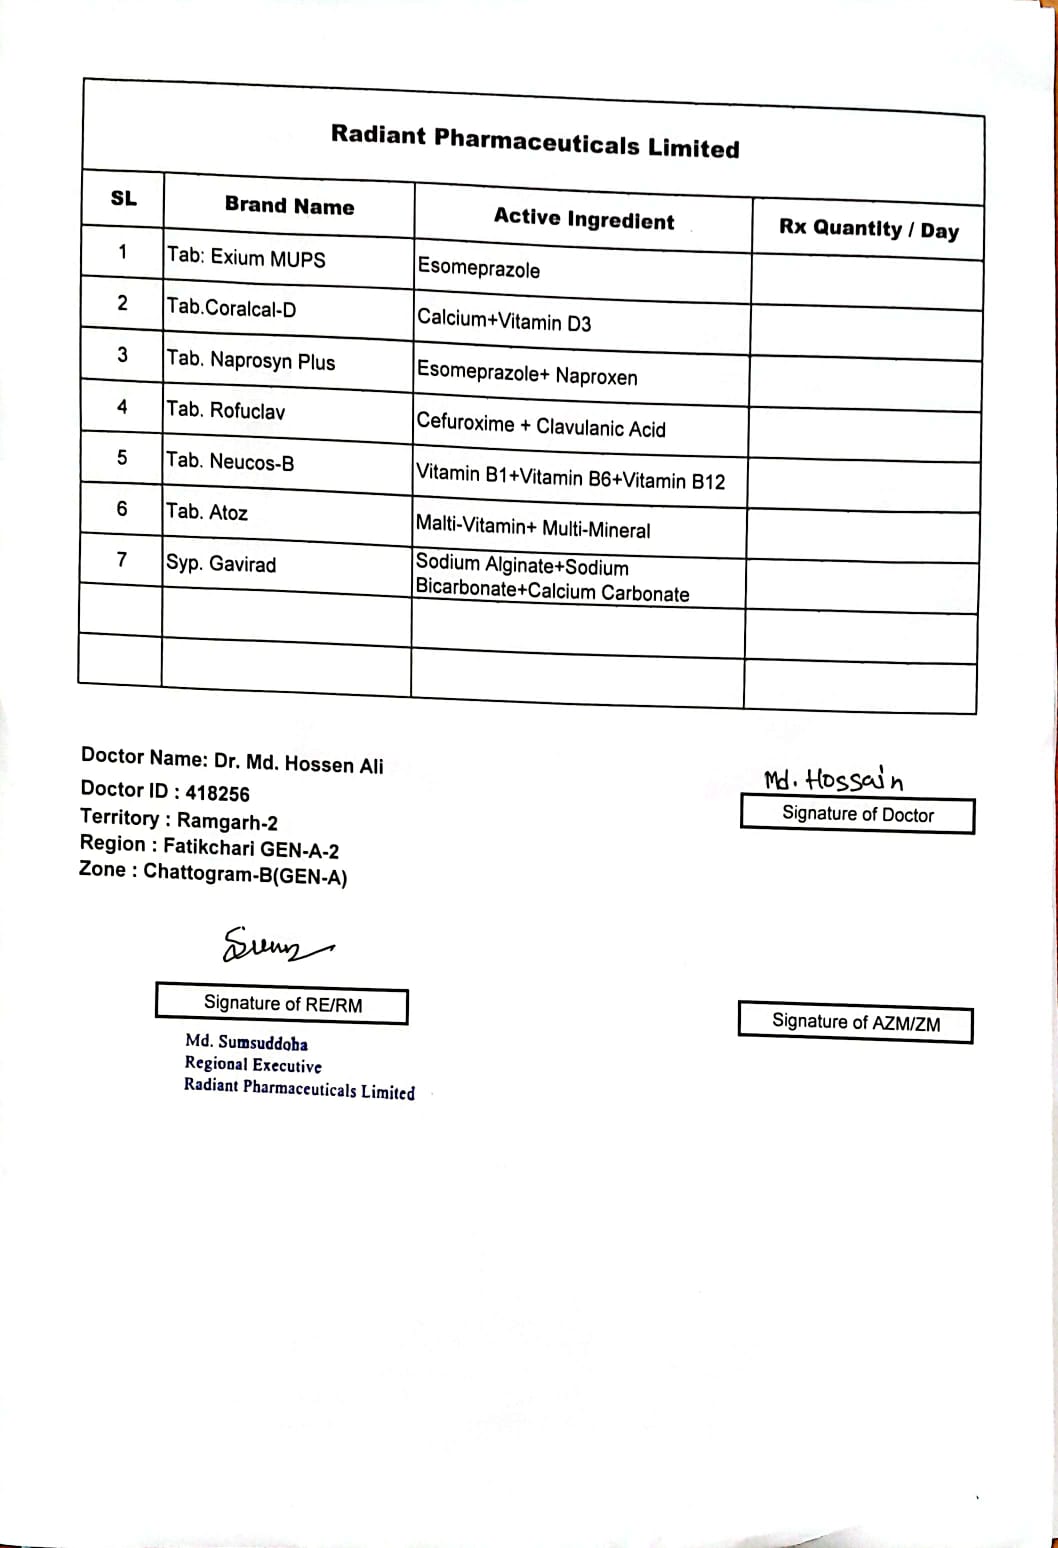 Radiant Pharmaceuticals Limited
SL Brand Name Active Ingredient Rx Quantity / Day
1 Tab: Exium MUPS Esomeprazole
2 Tab.Coralcal-D Calcium+Vitamin D3
3 Tab. Naprosyn Plus Esomeprazole+ Naproxen
4 Tab. Rofuclav Cefuroxime + Clavulanic Acid
5 Tab. Neucos-B Vitamin B1+Vitamin B6+Vitamin B12
6 Tab. Atoz Malti-Vitamin+ Multi-Mineral
7 Syp. Gavirad Sodium Alginate+Sodium
Bicarbonate+Calcium Carbonate
Doctor Name: Dr. Md. Hossen Ali
Doctor ID : 418256
Territory : Ramgarh-2
Region : Fatikchari GEN-A-2
Zone : Chattogram-B(GEN-A)
Md. Hossain
Signature of Doctor
Signature of RE/RM
Md. Sumsuddoha
Regional Executive
Radiant Pharmaceuticals Limited
Signature of AZM/ZM